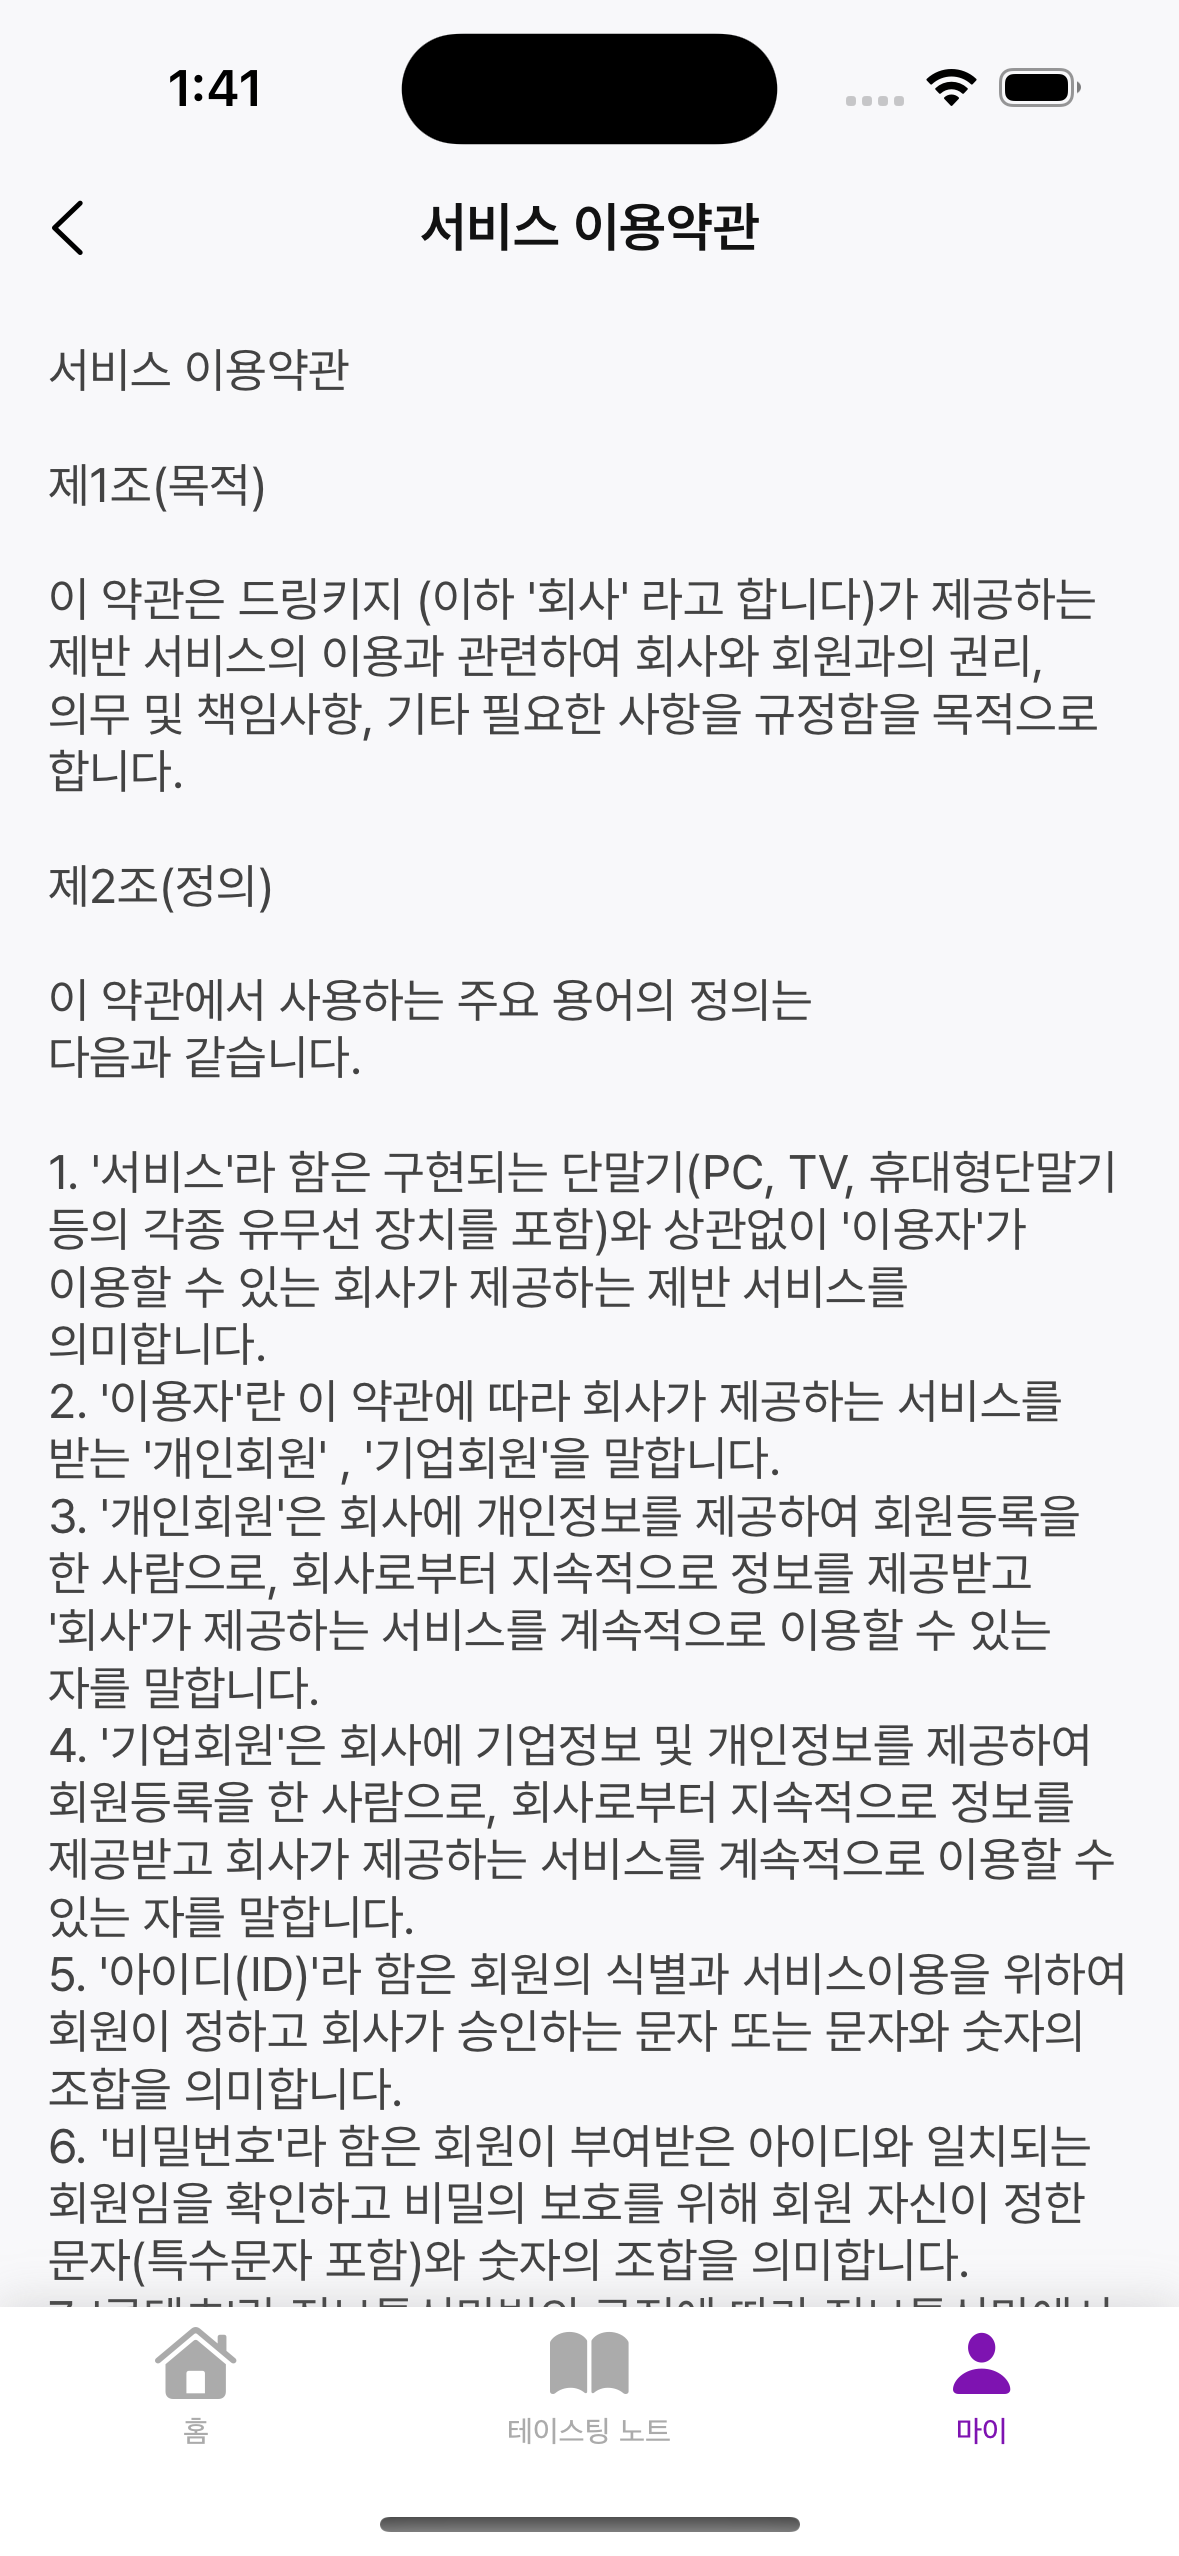 1:41
서비스 이용약관
서비스 이용약관
제1조(목적)
이 약관은 드링키지 (이하 '회사' 라고 합니다)가 제공하는
제반 서비스의 이용과 관련하여 회사와 회원과의 권리,
의무 및 책임사항, 기타 필요한 사항을 규정함을 목적으로
합니다.
제2조(정의)
이 약관에서 사용하는 주요 용어의 정의는
다음과 같습니다.
1. '서비스'라 함은 구현되는 단말기(PC, TV, 휴대형단말기
등의 각종 유무선 장치를 포함)와 상관없이 '이용자'가
이용할 수 있는 회사가 제공하는 제반 서비스를
의미합니다.
2. '이용자'란 이 약관에 따라 회사가 제공하는 서비스를
받는 '개인회원' , '기업회원'을 말합니다.
3. '개인회원'은 회사에 개인정보를 제공하여 회원등록을
한 사람으로, 회사로부터 지속적으로 정보를 제공받고
'회사'가 제공하는 서비스를 계속적으로 이용할 수 있는
자를 말합니다.
4. '기업회원'은 회사에 기업정보 및 개인정보를 제공하여
회원등록을 한 사람으로, 회사로부터 지속적으로 정보를
제공받고 회사가 제공하는 서비스를 계속적으로 이용할 수
있는 자를 말합니다.
5. '아이디(ID)'라 함은 회원의 식별과 서비스이용을 위하여
회원이 정하고 회사가 승인하는 문자 또는 문자와 숫자의
조합을 의미합니다.
6. '비밀번호'라 함은 회원이 부여받은 아이디와 일치되는
회원임을 확인하고 비밀의 보호를 위해 회원 자신이 정한
문자(특수문자 포함)와 숫자의 조합을 의미합니다.
홈
테이스팅 노트
마이